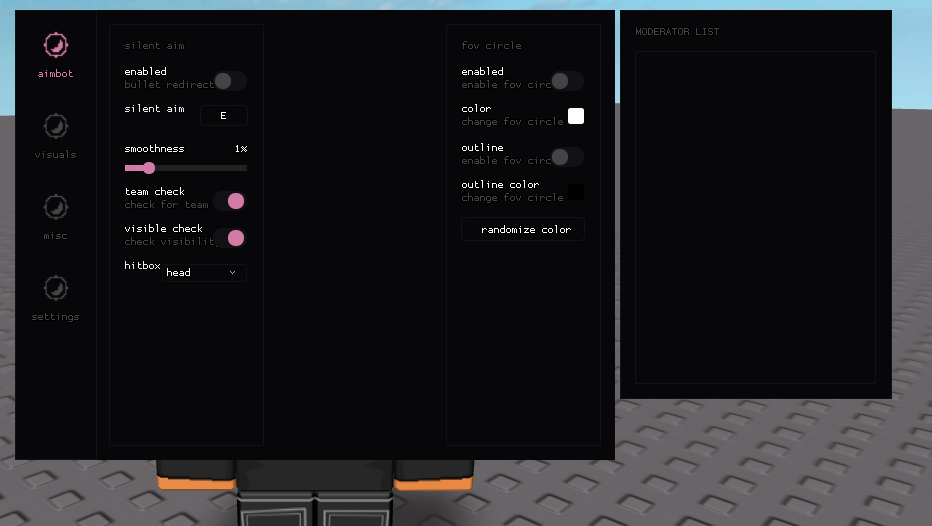 aimbot
visuals
misc
settings
silent aim
enabled
bullet redirect
silent aim
E
smoothness 1%
team check
check for team
visible check
check visibilit
hitbox
head
fov circle
enabled
enable fov circ
color
change fov circle
outline
enable fov circ
outline color
change fov circle
randomize color
MODERATOR LIST